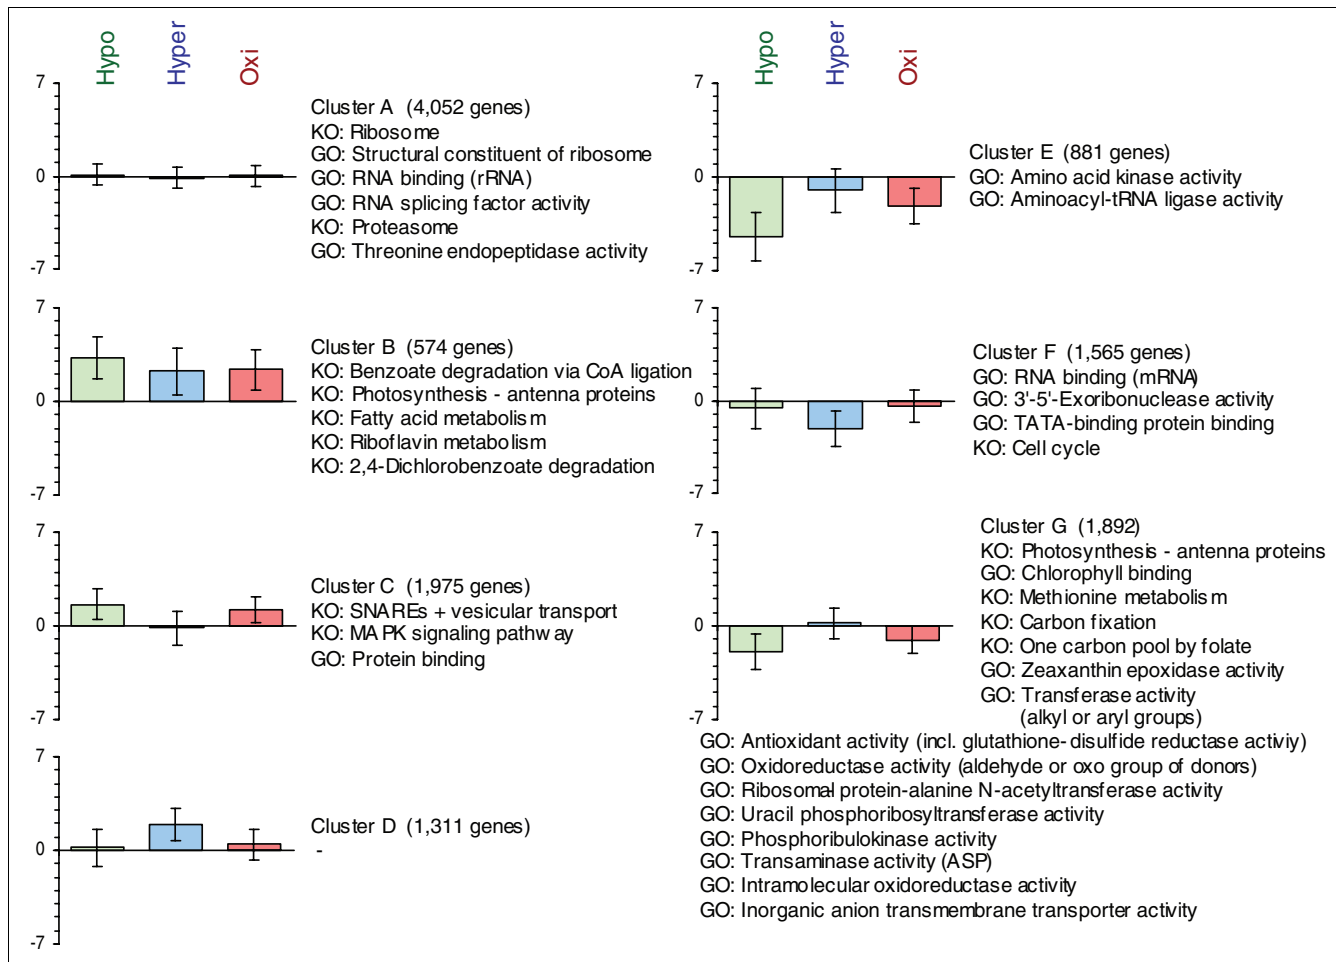 Hypo
Hyper
Oxi
7
0
-7
Cluster A (4,052 genes)
KO: Ribosome
GO: Structural constituent of ribosome
GO: RNA binding (rRNA)
GO: RNA splicing factor activity
KO: Proteasome
GO: Threonine endopeptidase activity
7
0
-7
Cluster B (574 genes)
KO: Benzoate degradation via CoA ligation
KO: Photosynthesis - antenna proteins
KO: Fatty acid metabolism
KO: Riboflavin metabolism
KO: 2,4-Dichlorobenzoate degradation
7
0
-7
Cluster C (1,975 genes)
KO: SNAREs + vesicular transport
KO: MAPK signaling pathway
GO: Protein binding
7
0
-7
Cluster D (1,311 genes)
-
Hypo
Hyper
Oxi
7
0
-7
Cluster E (881 genes)
GO: Amino acid kinase activity
GO: Aminoacyl-tRNA ligase activity
7
0
-7
Cluster F (1,565 genes)
GO: RNA binding (mRNA)
GO: 3'-5'-Exoribonuclease activity
GO: TATA-binding protein binding
KO: Cell cycle
7
0
-7
Cluster G (1,892)
KO: Photosynthesis - antenna proteins
GO: Chlorophyll binding
KO: Methionine metabolism
KO: Carbon fixation
KO: One carbon pool by folate
GO: Zeaxanthin epoxidase activity
GO: Transferase activity
(alkyl or aryl groups)
GO: Antioxidant activity (incl. glutathione-disulfide reductase activiy)
GO: Oxidoreductase activity (aldehyde or oxo group of donors)
GO: Ribosomal-protein-alanine N-acetyltransferase activity
GO: Uracil phosphoribosyltransferase activity
GO: Phosphoribulokinase activity
GO: Transaminase activity (ASP)
GO: Intramolecular oxidoreductase activity
GO: Inorganic anion transmembrane transporter activity